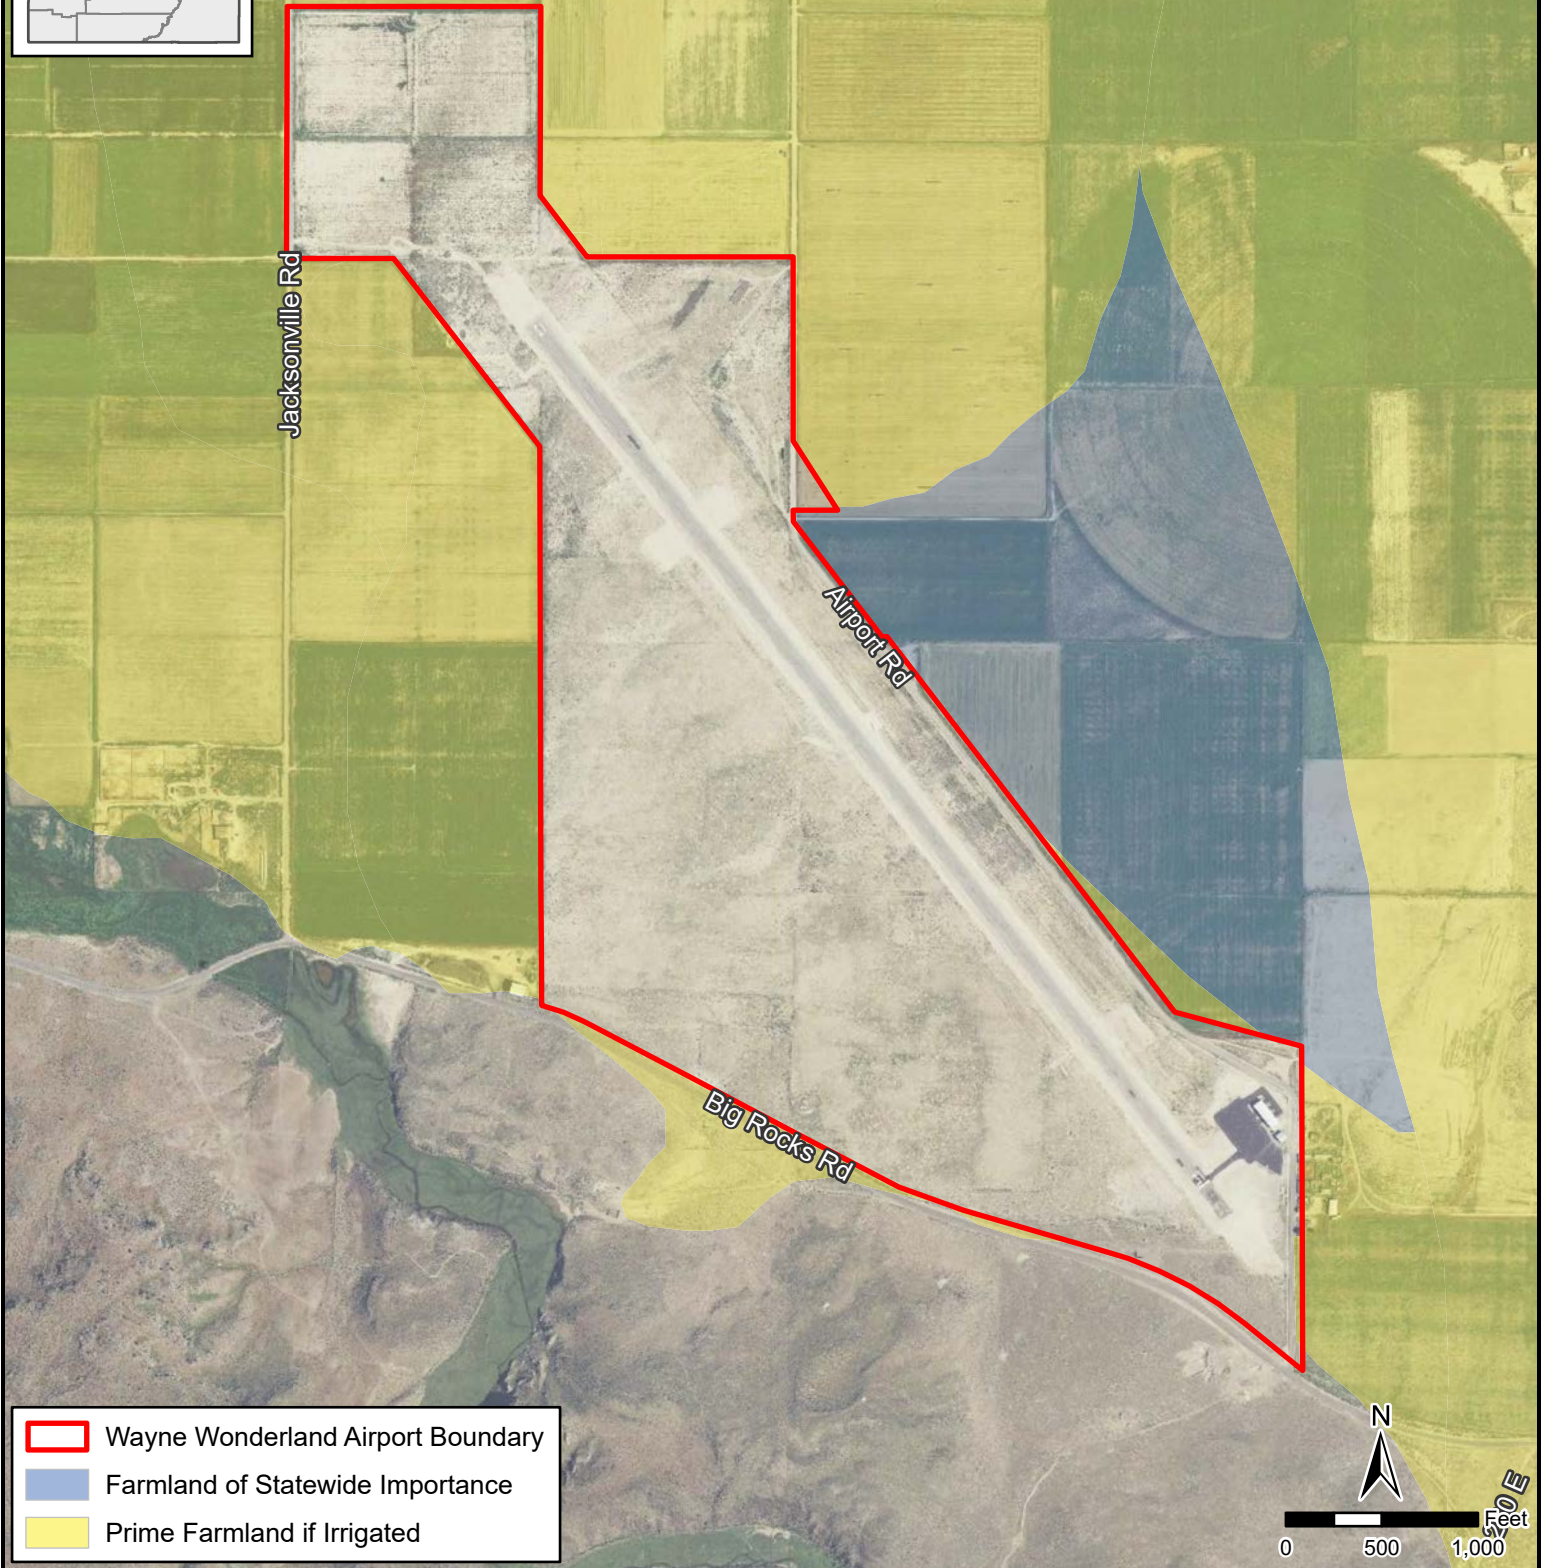 Jacksonville Rd
Airport Rd
Big Rocks Rd
Wayne Wonderland Airport Boundary
Farmland of Statewide Importance
Prime Farmland if Irrigated
N
Feet
0 500 1,000
E